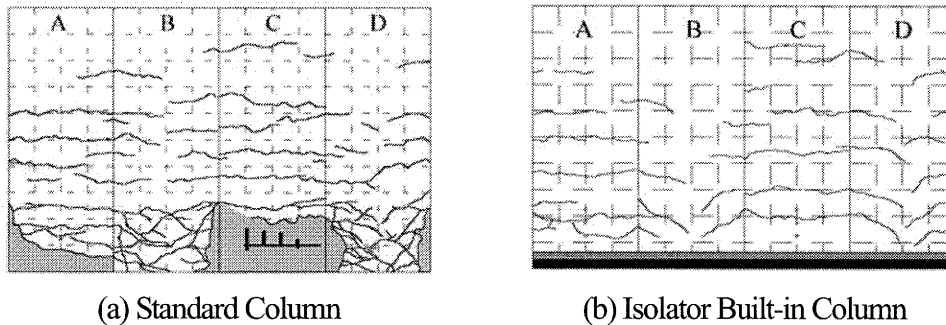 A B C D
A B C D
(a) Standard Column
(b) Isolator Built-in Column